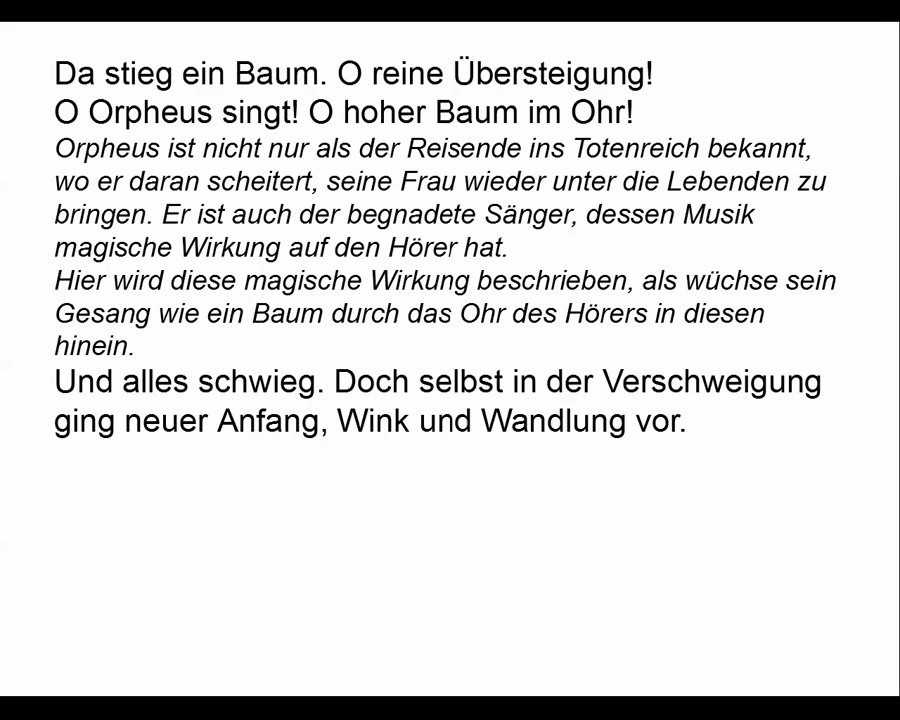 Da stieg ein Baum. O reine Übersteigung!
O Orpheus singt! O hoher Baum im Ohr!
Orpheus ist nicht nur als der Reisende ins Totenreich bekannt,
wo er daran scheitert, seine Frau wieder unter die Lebenden zu
bringen. Er ist auch der begnadete Sänger, dessen Musik
magische Wirkung auf den Hörer hat.
Hier wird diese magische Wirkung beschrieben, als wüchse sein
Gesang wie ein Baum durch das Ohr des Hörers in diesen
hinein.
Und alles schwieg. Doch selbst in der Verschweigung
ging neuer Anfang, Wink und Wandlung vor.